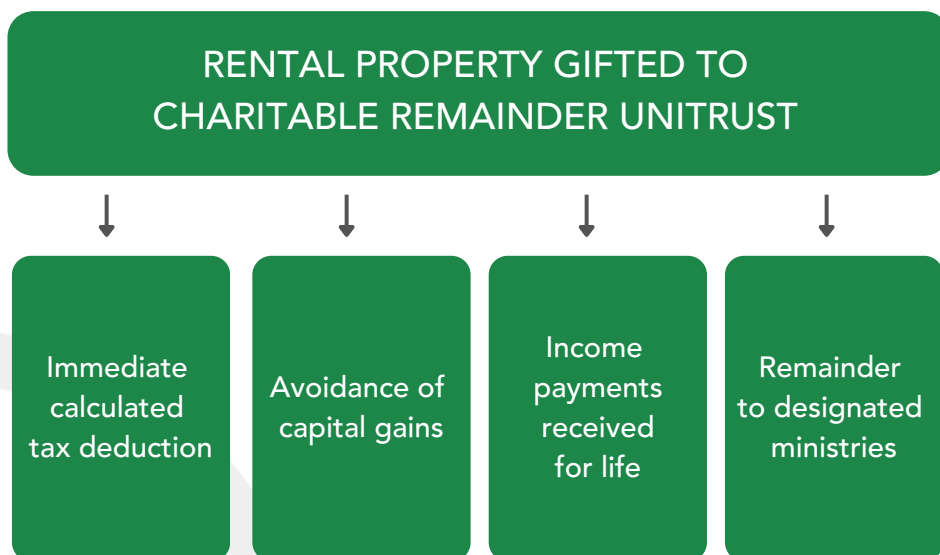 RENTAL PROPERTY GIFTED TO
CHARITABLE REMAINDER UNITRUST
Immediate
calculated
tax deduction
Avoidance of
capital gains
Income
payments
received
for life
Remainder
to designated
ministries